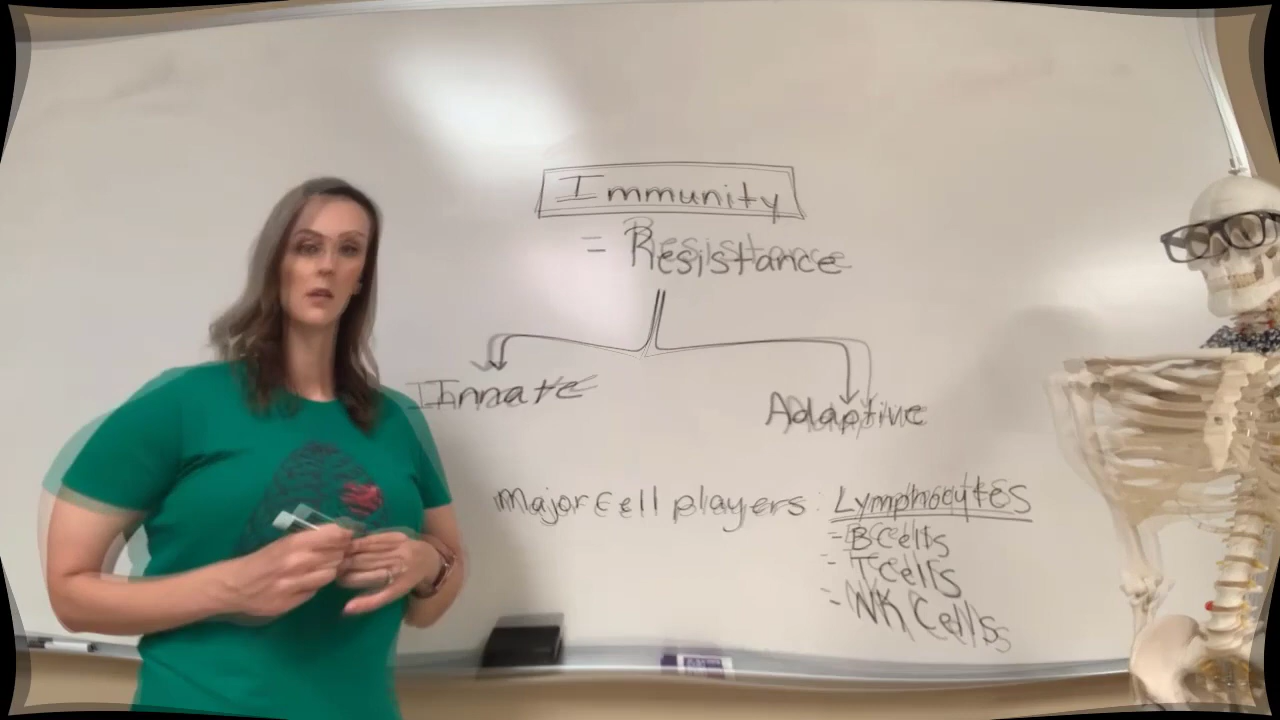 Immunity
= Resistance
Innate
Adaptive
Major Cell players: Lymphocytes
- B Cells
- T Cells
- NK Cells